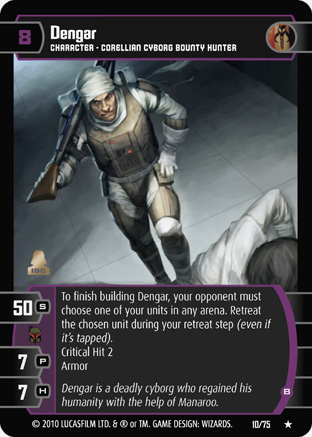 8
Dengar
CHARACTER - CORELLIAN CYBORG BOUNTY HUNTER
IDC
50 S
To finish building Dengar, your opponent must
choose one of your units in any arena. Retreat
the chosen unit during your retreat step (even if
it's tapped).
7 P
Critical Hit 2
Armor
7 H
Dengar is a deadly cyborg who regained his
humanity with the help of Manaroo.
B
© 2010 LUCASFILM LTD. & ® or TM. GAME DESIGN: WIZARDS. 10/75 ★